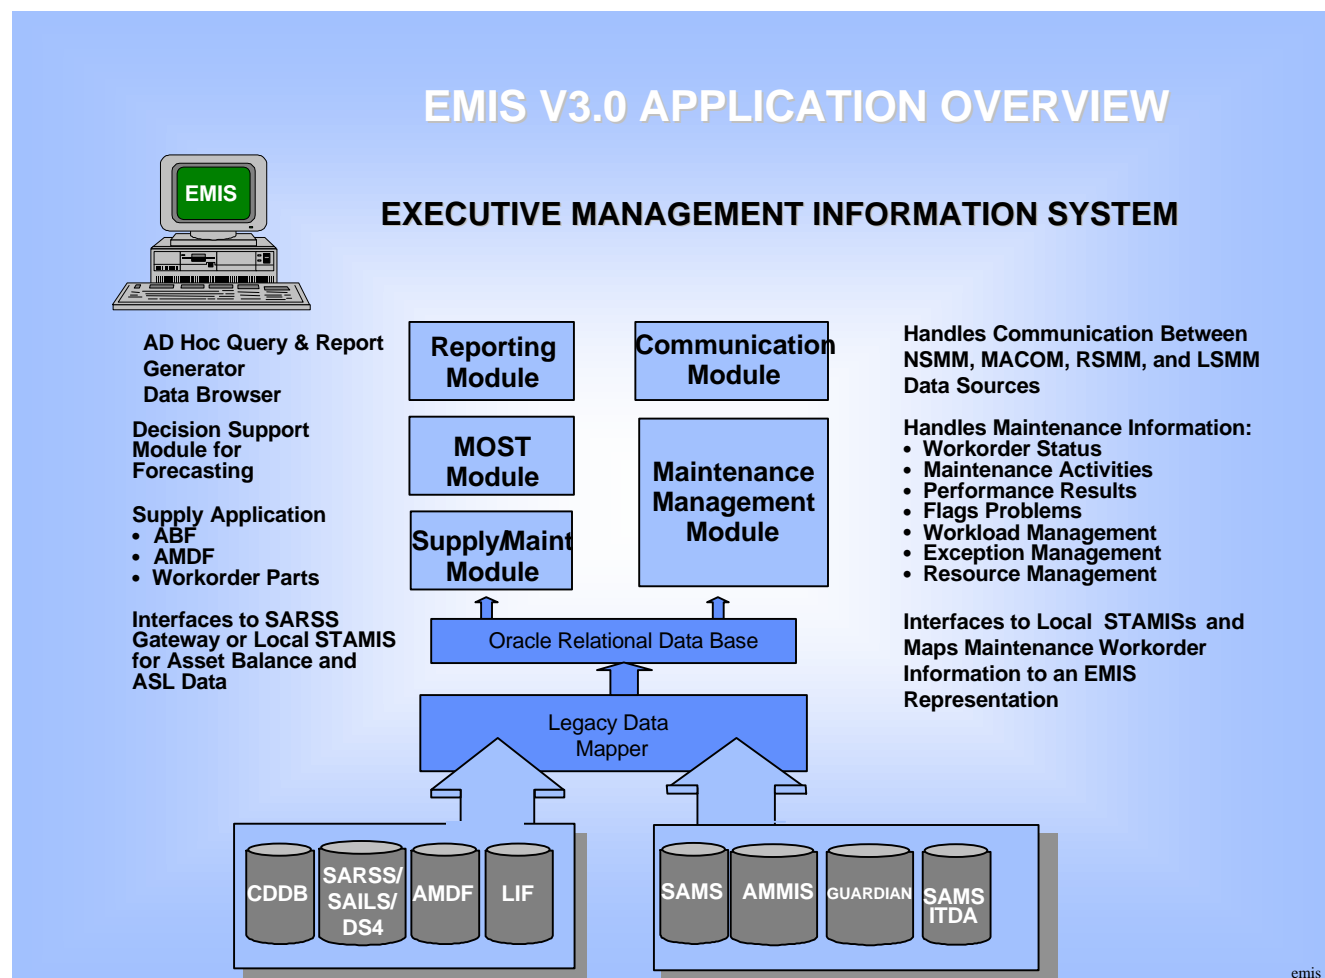 EMIS V3.0 APPLICATION OVERVIEW
EMIS
EXECUTIVE MANAGEMENT INFORMATION SYSTEM
AD Hoc Query & Report
Generator
Data Browser
Decision Support
Module for
Forecasting
Supply Application
• ABF
• AMDF
• Workorder Parts
Interfaces to SARSS
Gateway or Local STAMIS
for Asset Balance and
ASL Data
Reporting
Module
MOST
Module
Supply/Maint
Module
Communication
Module
Maintenance
Management
Module
Handles Communication Between
NSMM, MACOM, RSMM, and LSMM
Data Sources
Handles Maintenance Information:
• Workorder Status
• Maintenance Activities
• Performance Results
• Flags Problems
• Workload Management
• Exception Management
• Resource Management
Interfaces to Local STAMISs and
Maps Maintenance Workorder
Information to an EMIS
Representation
Oracle Relational Data Base
Legacy Data
Mapper
CDDB
SARSS/
SAILS/
DS4
AMDF
LIF
SAMS
AMMIS
GUARDIAN
SAMS
ITDA
emis